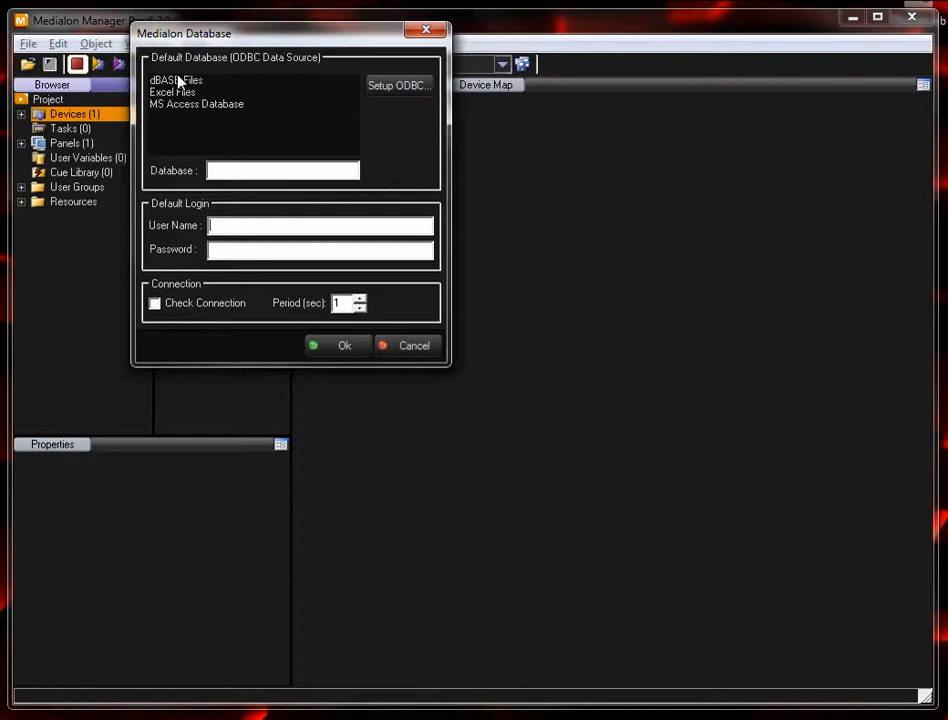 Medialon Manager
Medialon Database
File Edit Object
Default Database (ODBC Data Source)
dBASE Files
Excel Files
MS Access Database
Setup ODBC...
Database :
Default Login
User Name :
Password :
Connection
Check Connection Period (sec): 1
Ok Cancel
Browser
Project
Devices (1)
Tasks (0)
Panels (1)
User Variables (0)
Cue Library (0)
User Groups
Resources
Device Map
Properties